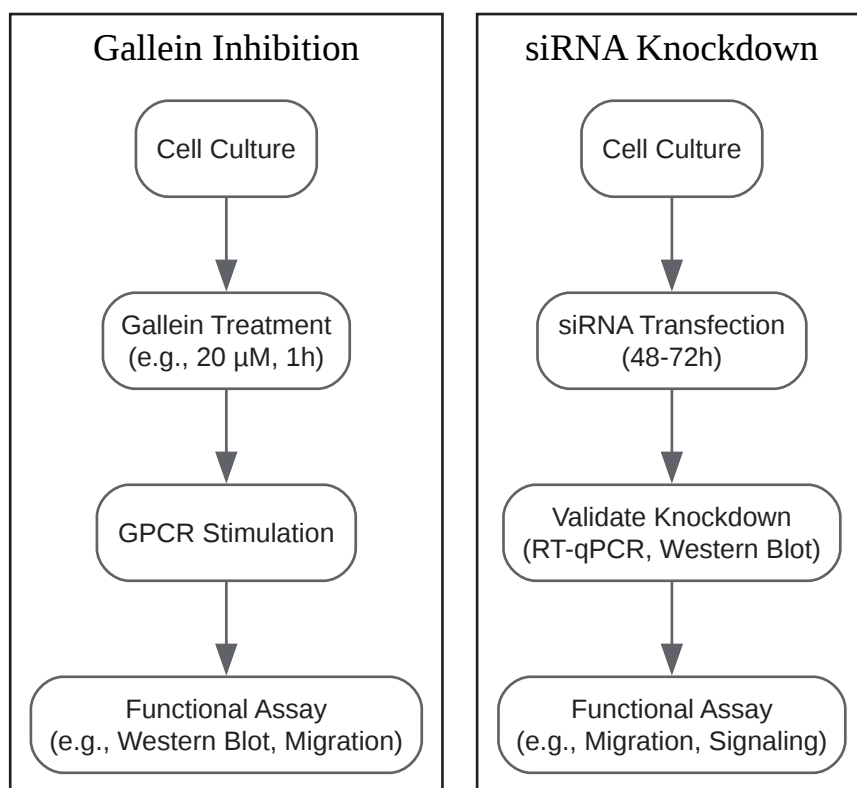 Gallein Inhibition
Cell Culture
Gallein Treatment
(e.g., 20 µM, 1h)
GPCR Stimulation
Functional Assay
(e.g., Western Blot, Migration)
siRNA Knockdown
Cell Culture
siRNA Transfection
(48-72h)
Validate Knockdown
(RT-qPCR, Western Blot)
Functional Assay
(e.g., Migration, Signaling)